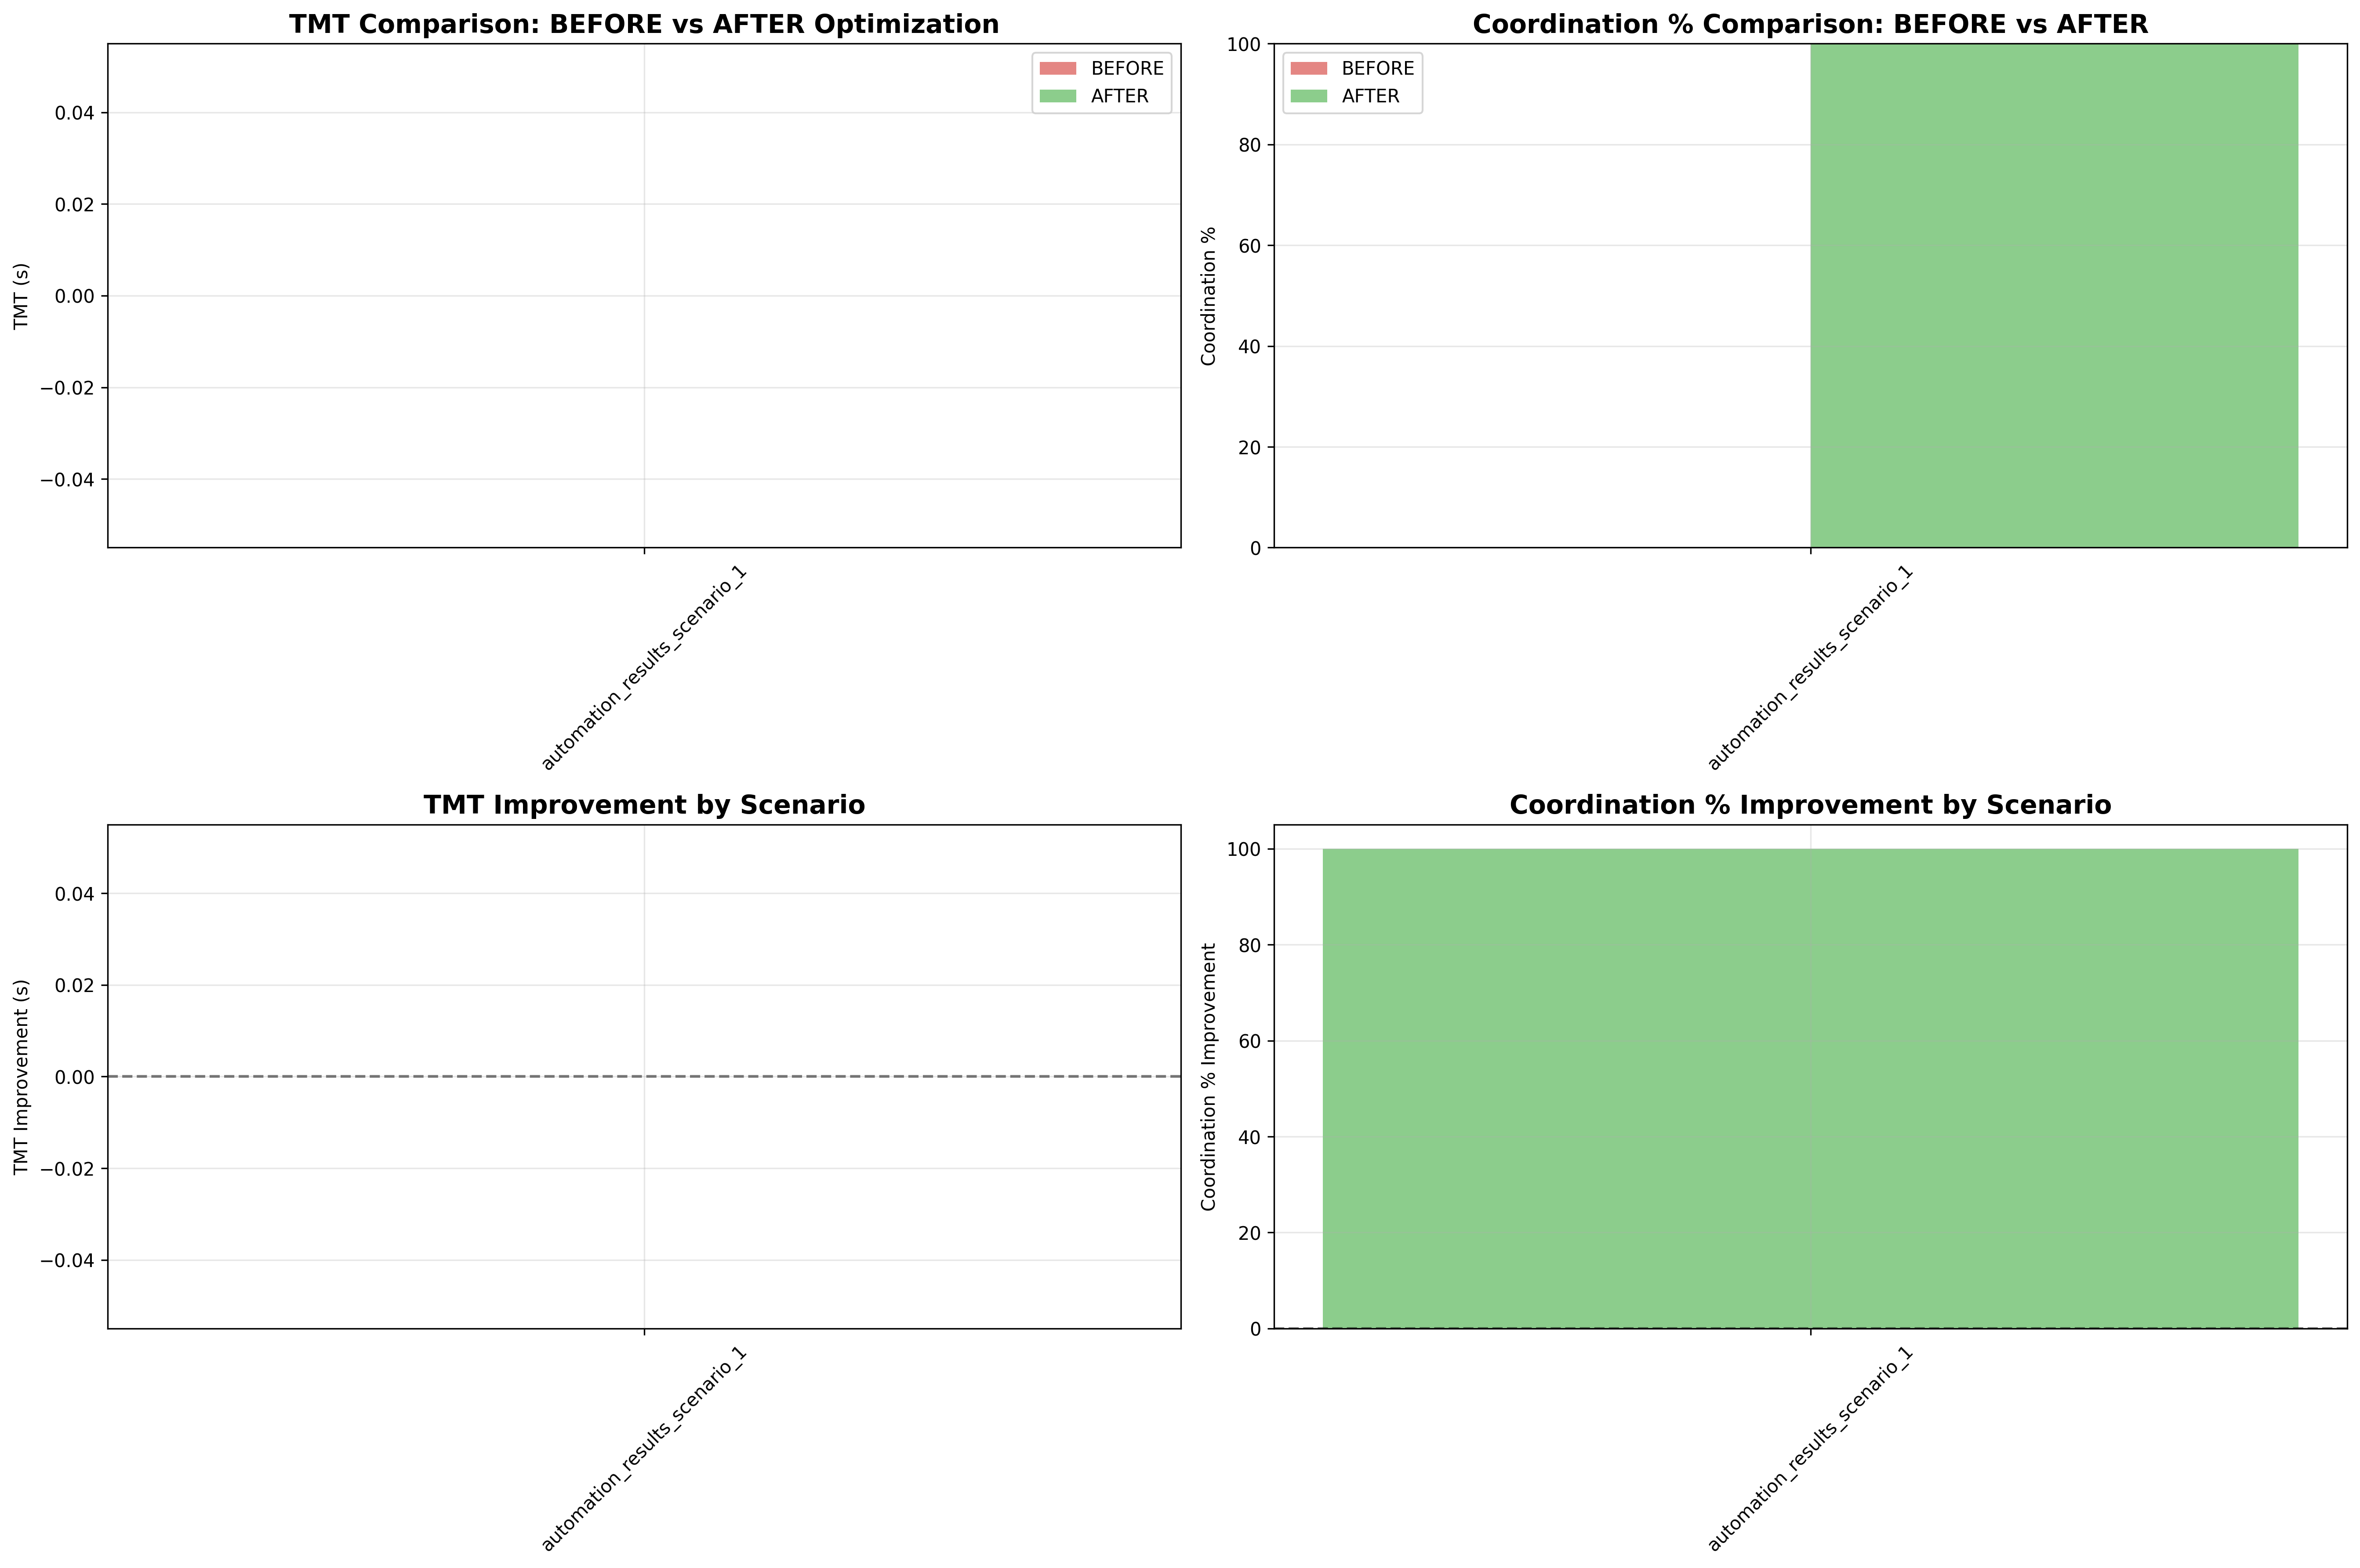 TMT Comparison: BEFORE vs AFTER Optimization
BEFORE
AFTER
0.04
0.02
0.00
−0.02
−0.04
TMT (s)
automation_results_scenario_1
Coordination % Comparison: BEFORE vs AFTER
BEFORE
AFTER
100
80
60
40
20
0
Coordination %
automation_results_scenario_1
TMT Improvement by Scenario
0.04
0.02
0.00
−0.02
−0.04
TMT Improvement (s)
automation_results_scenario_1
Coordination % Improvement by Scenario
100
80
60
40
20
0
Coordination % Improvement
automation_results_scenario_1